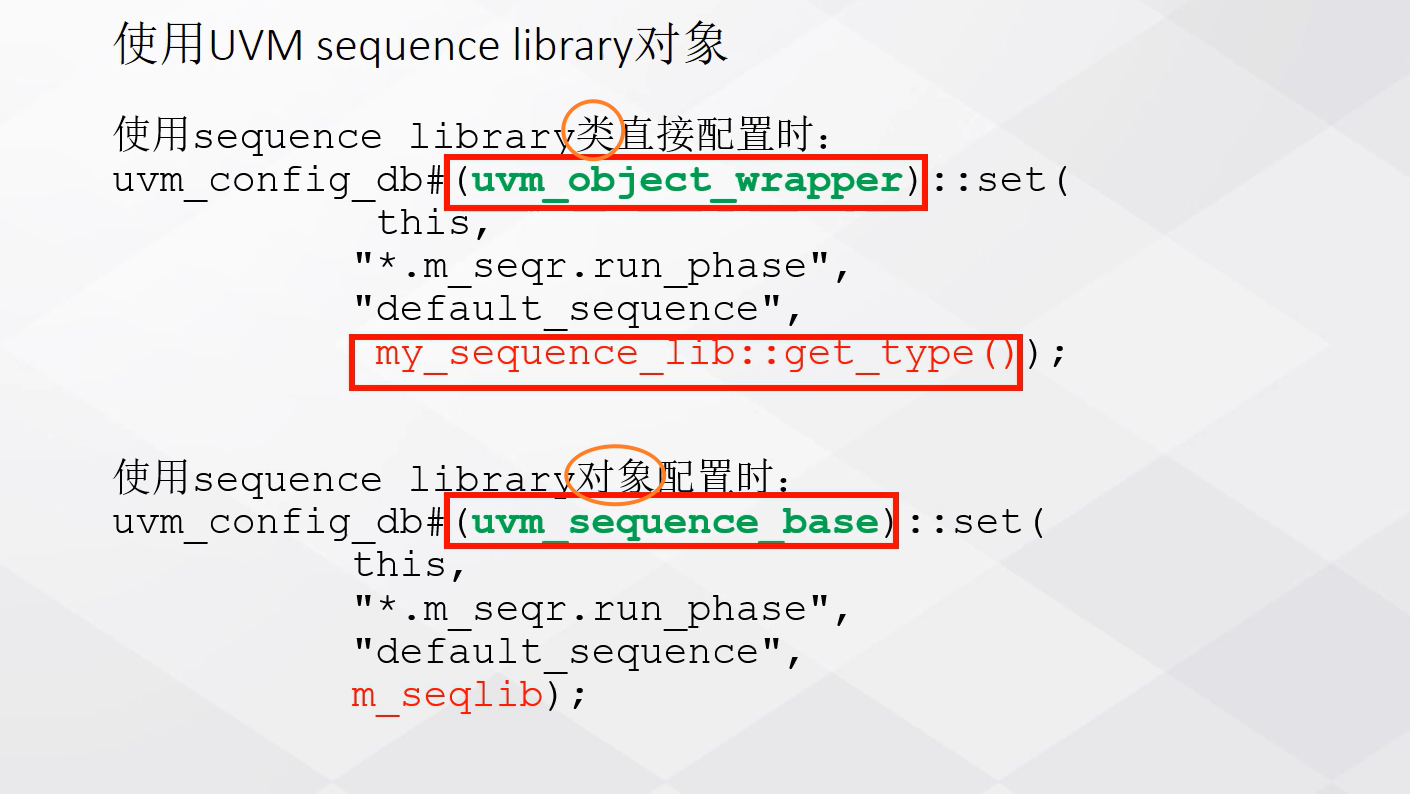 使用UVM sequence library对象
使用sequence library类直接配置时：
uvm_config_db#(uvm_object_wrapper)::set(
this,
"*.m_seqr.run_phase",
"default_sequence",
my_sequence_lib::get_type());
使用sequence library对象配置时：
uvm_config_db#(uvm_sequence_base)::set(
this,
"*.m_seqr.run_phase",
"default_sequence",
m_seqlib);